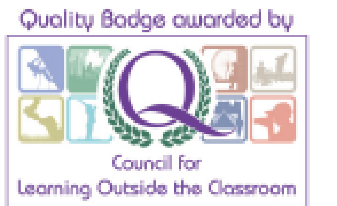 Quality Badge awarded by
Q
Council for
Learning Outside the Classroom